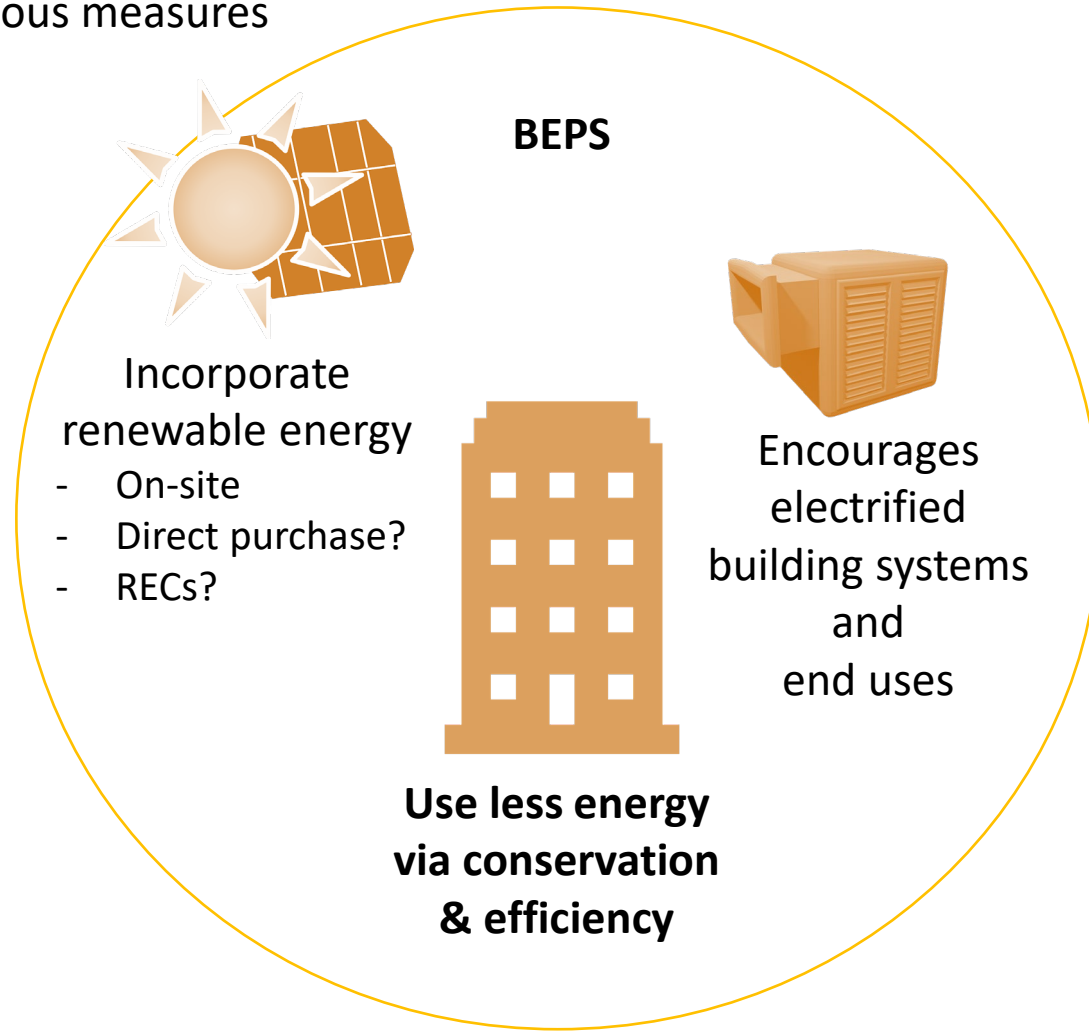 ous measures
BEPS
Incorporate
renewable energy
- On-site
- Direct purchase?
- RECs?
Encourages
electrified
building systems
and
end uses
Use less energy
via conservation
& efficiency